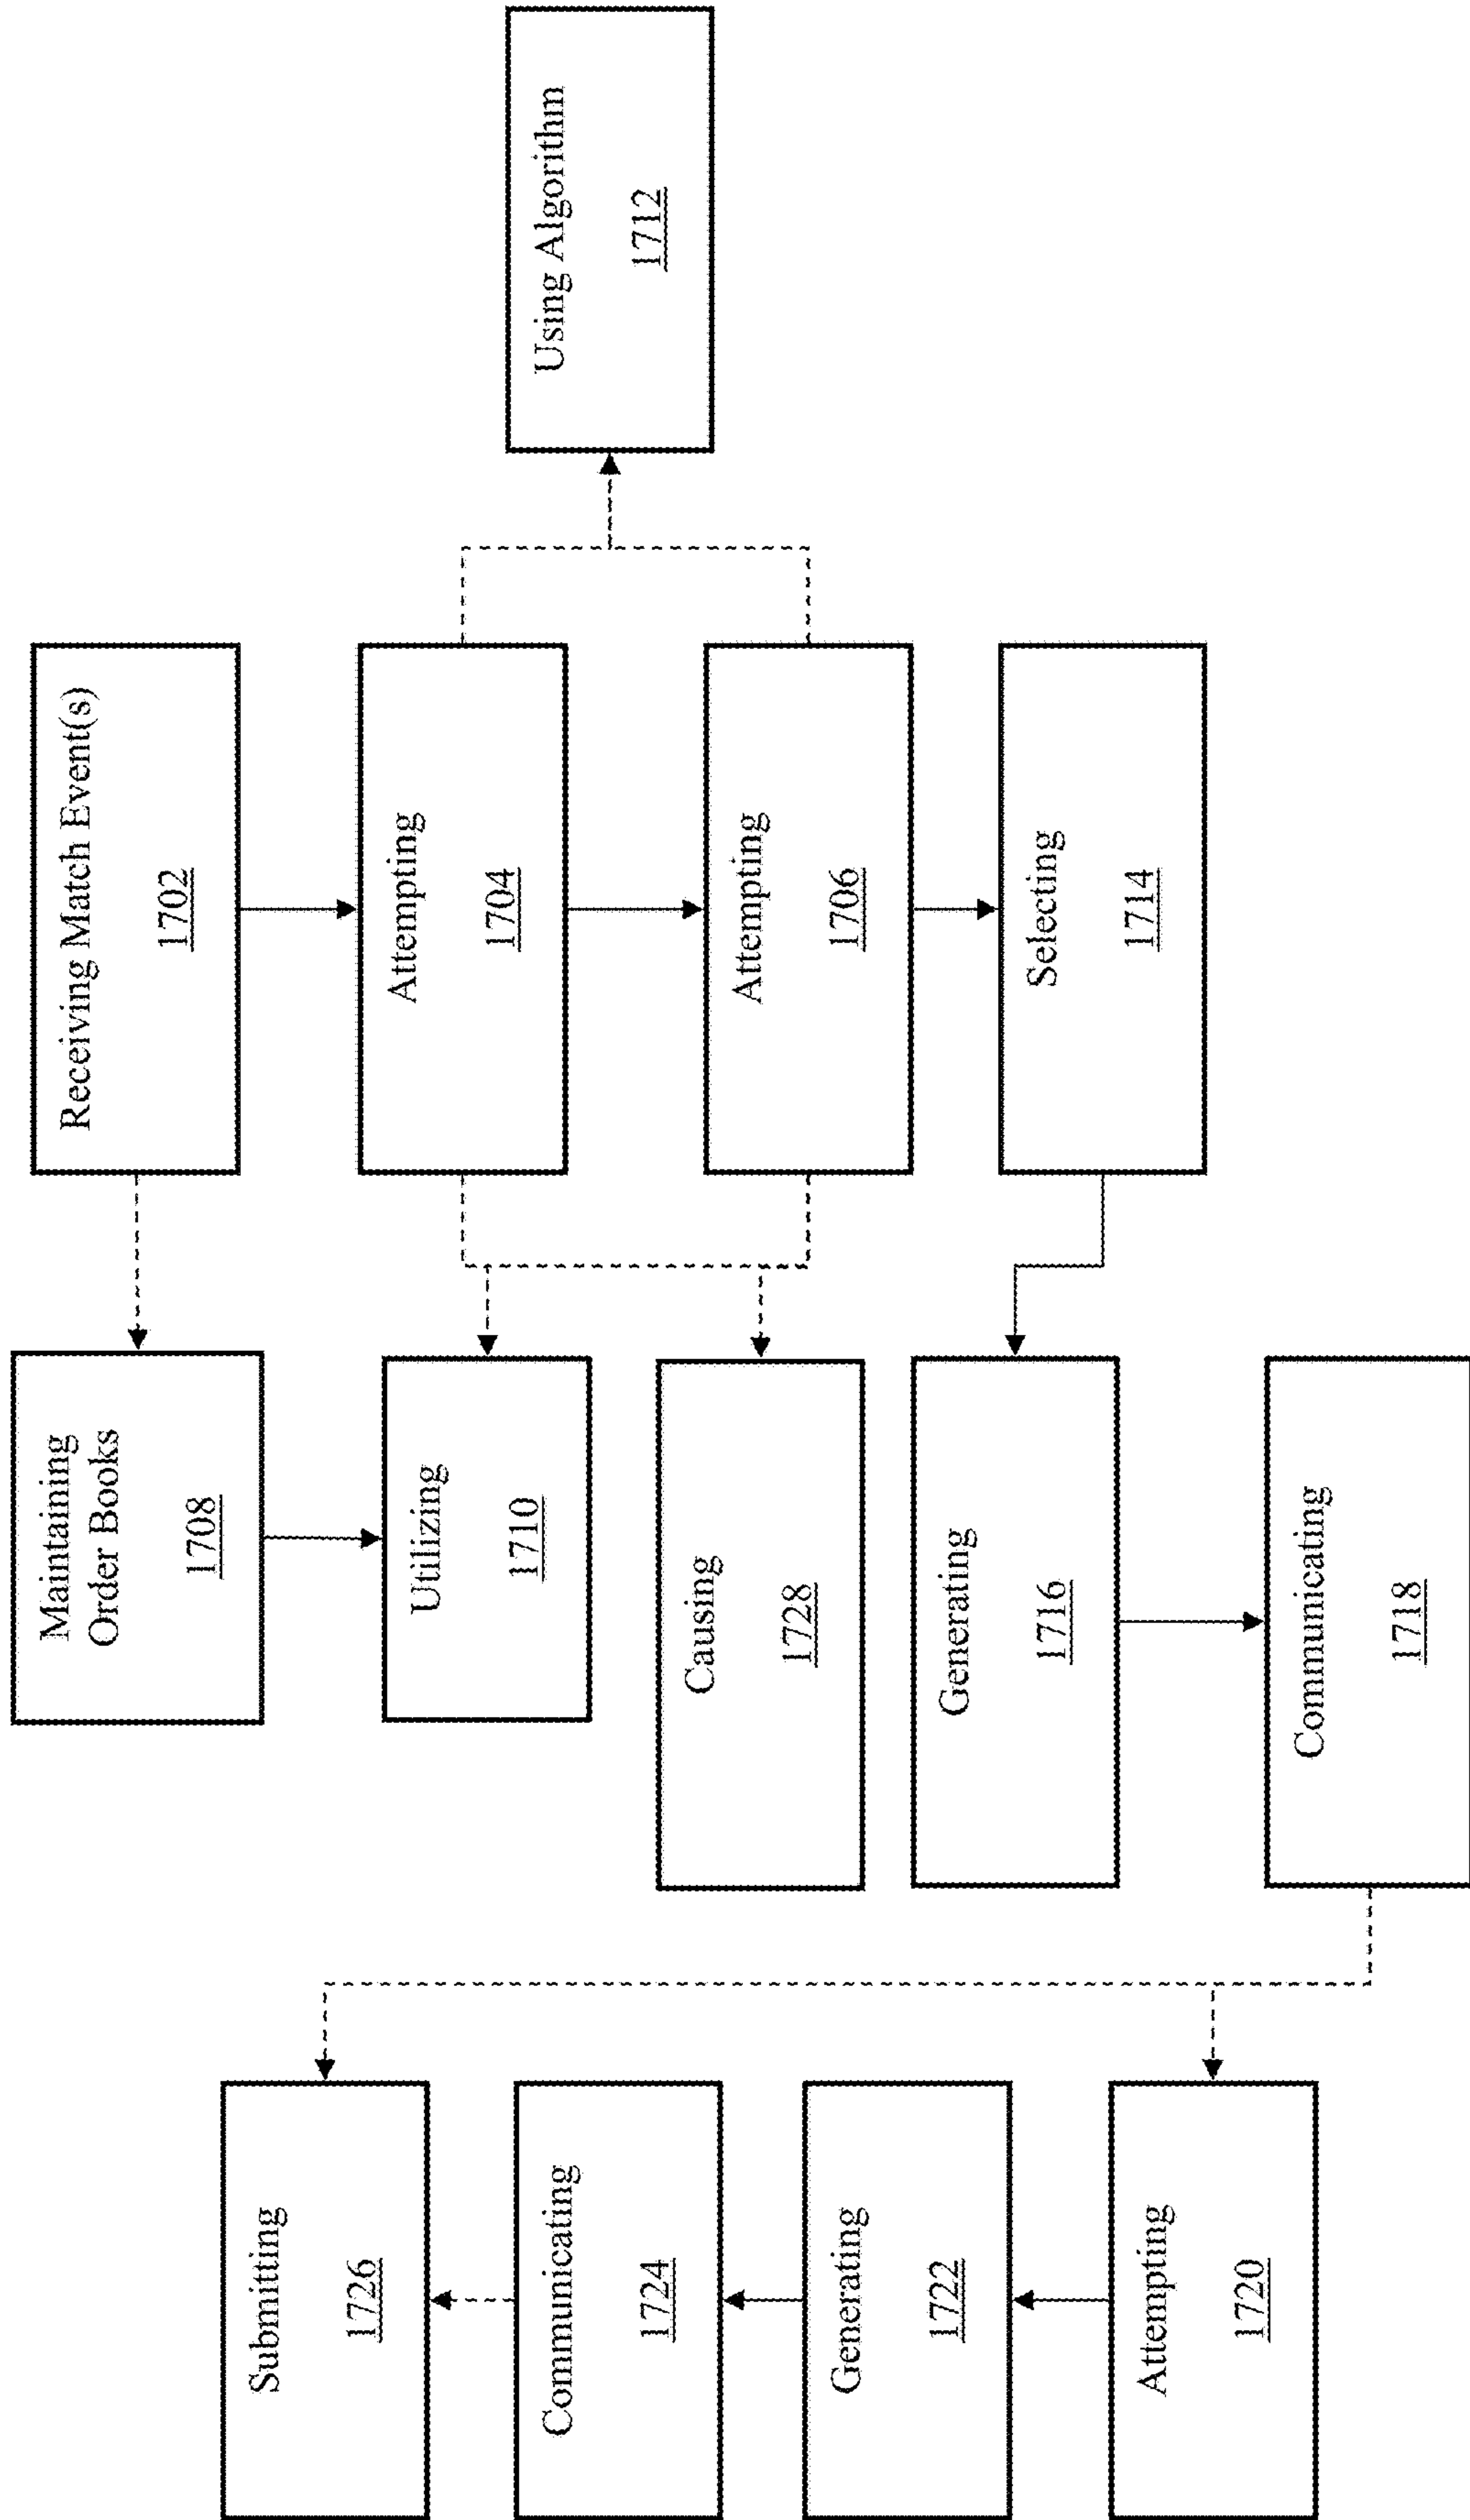 Receiving Match Event(s)
1702
Attempting
1704
Attempting
1706
Selecting
1714
Using Algorithm
1712
Maintaining
Order Books
1708
Utilizing
1710
Causing
1728
Generating
1716
Communicating
1718
Submitting
1726
Communicating
1724
Generating
1722
Attempting
1720